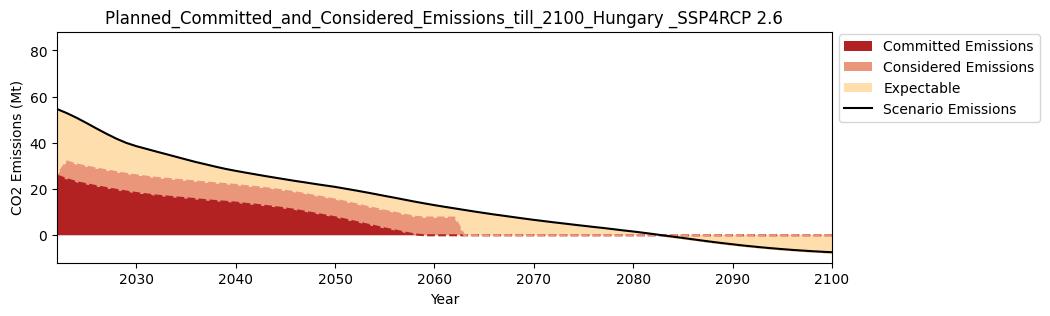 Planned_Committed_and_Considered_Emissions_till_2100_Hungary _SSP4RCP 2.6
80
60
40
20
0
CO2 Emissions (Mt)
2030
2040
2050
2060
2070
2080
2090
2100
Year
Committed Emissions
Considered Emissions
Expectable
Scenario Emissions